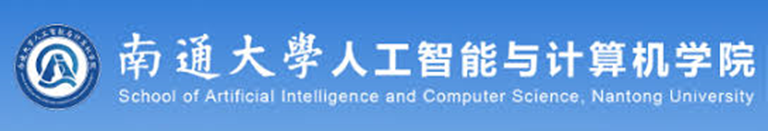 南通大學人工智能与计算机学院
School of Artificial Intelligence and Computer Science, Nantong University